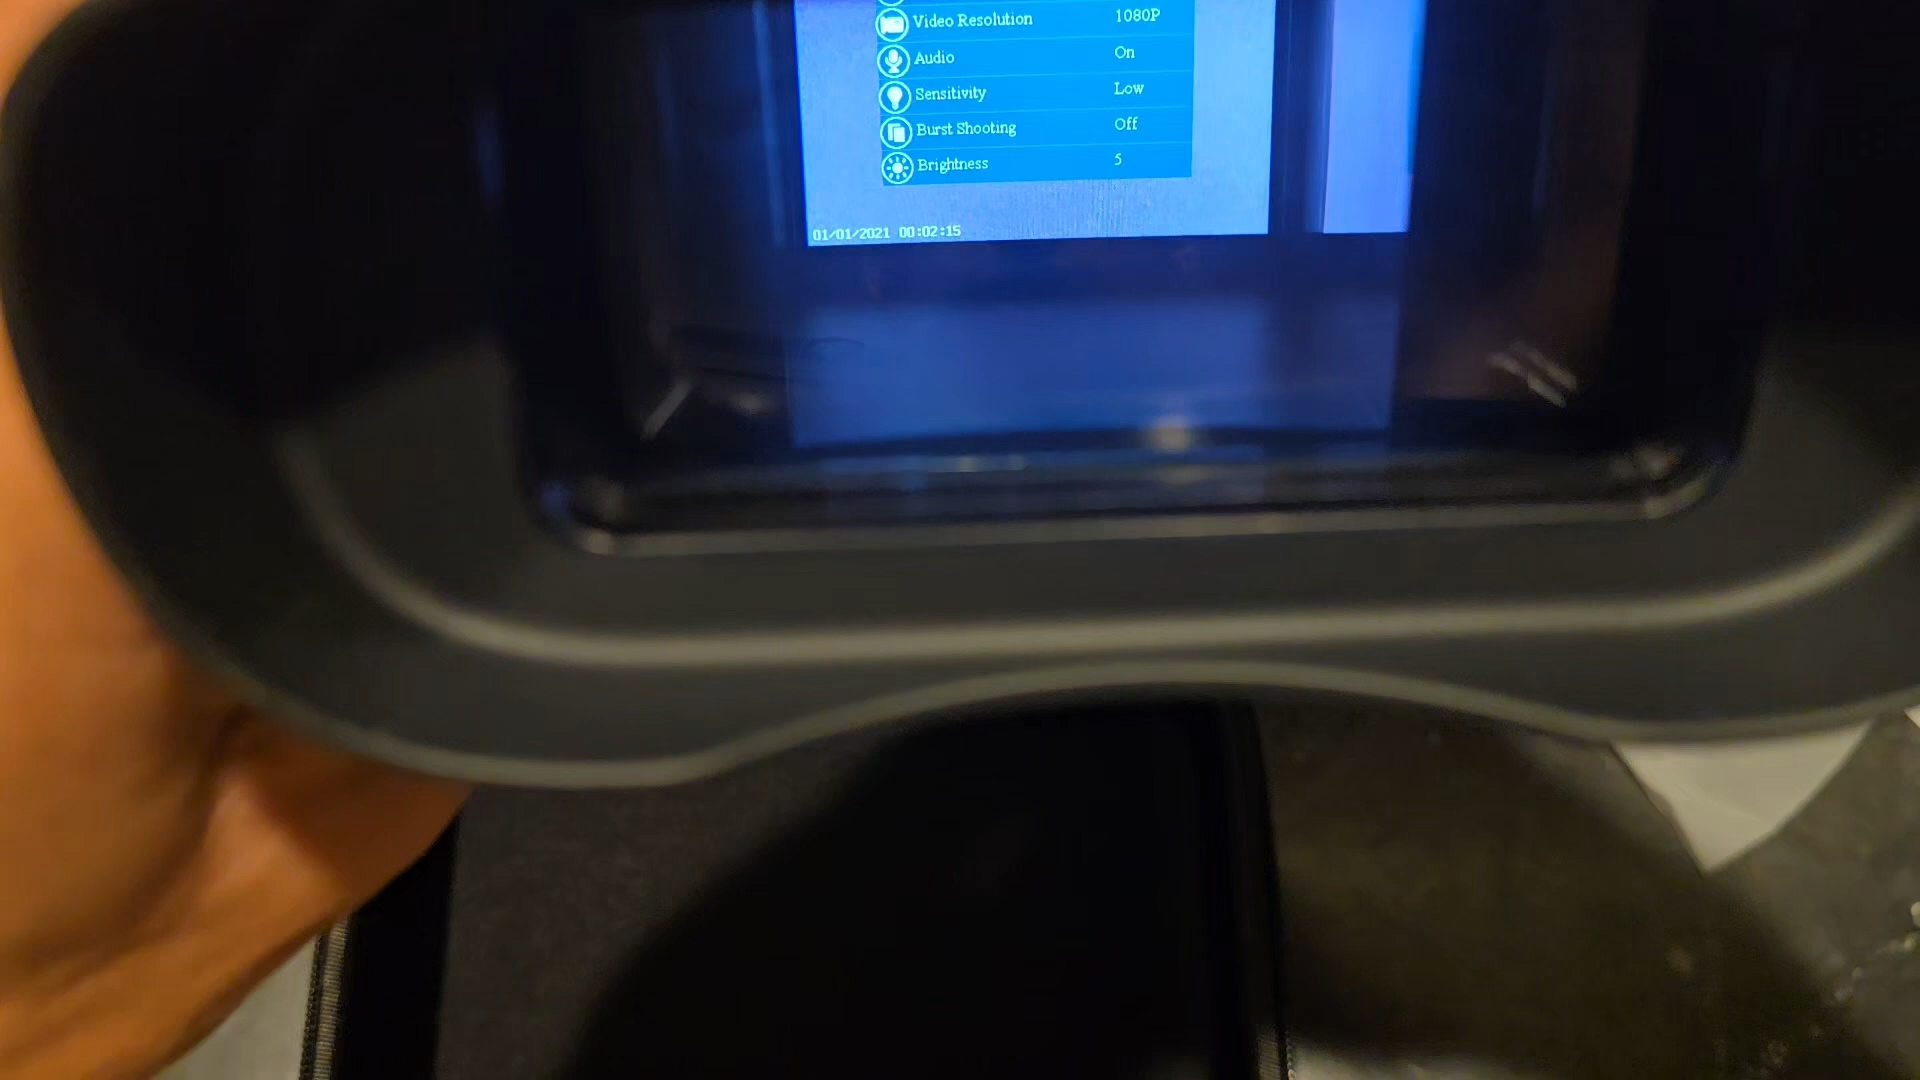 Video Resolution 1080P
Audio On
Sensitivity Low
Burst Shooting Off
Brightness 5
01/01/2021 00:02:15